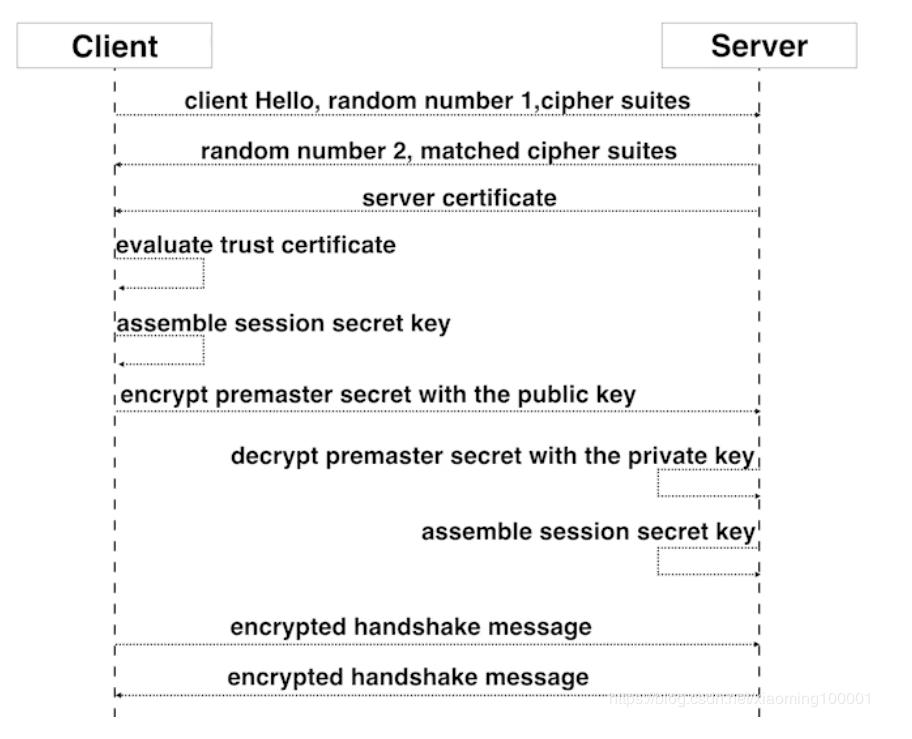 Client
Server
client Hello, random number 1,cipher suites
random number 2, matched cipher suites
server certificate
evaluate trust certificate
assemble session secret key
encrypt premaster secret with the public key
decrypt premaster secret with the private key
assemble session secret key
encrypted handshake message
encrypted handshake message
https://blog.csdn.net/xiaoming100001